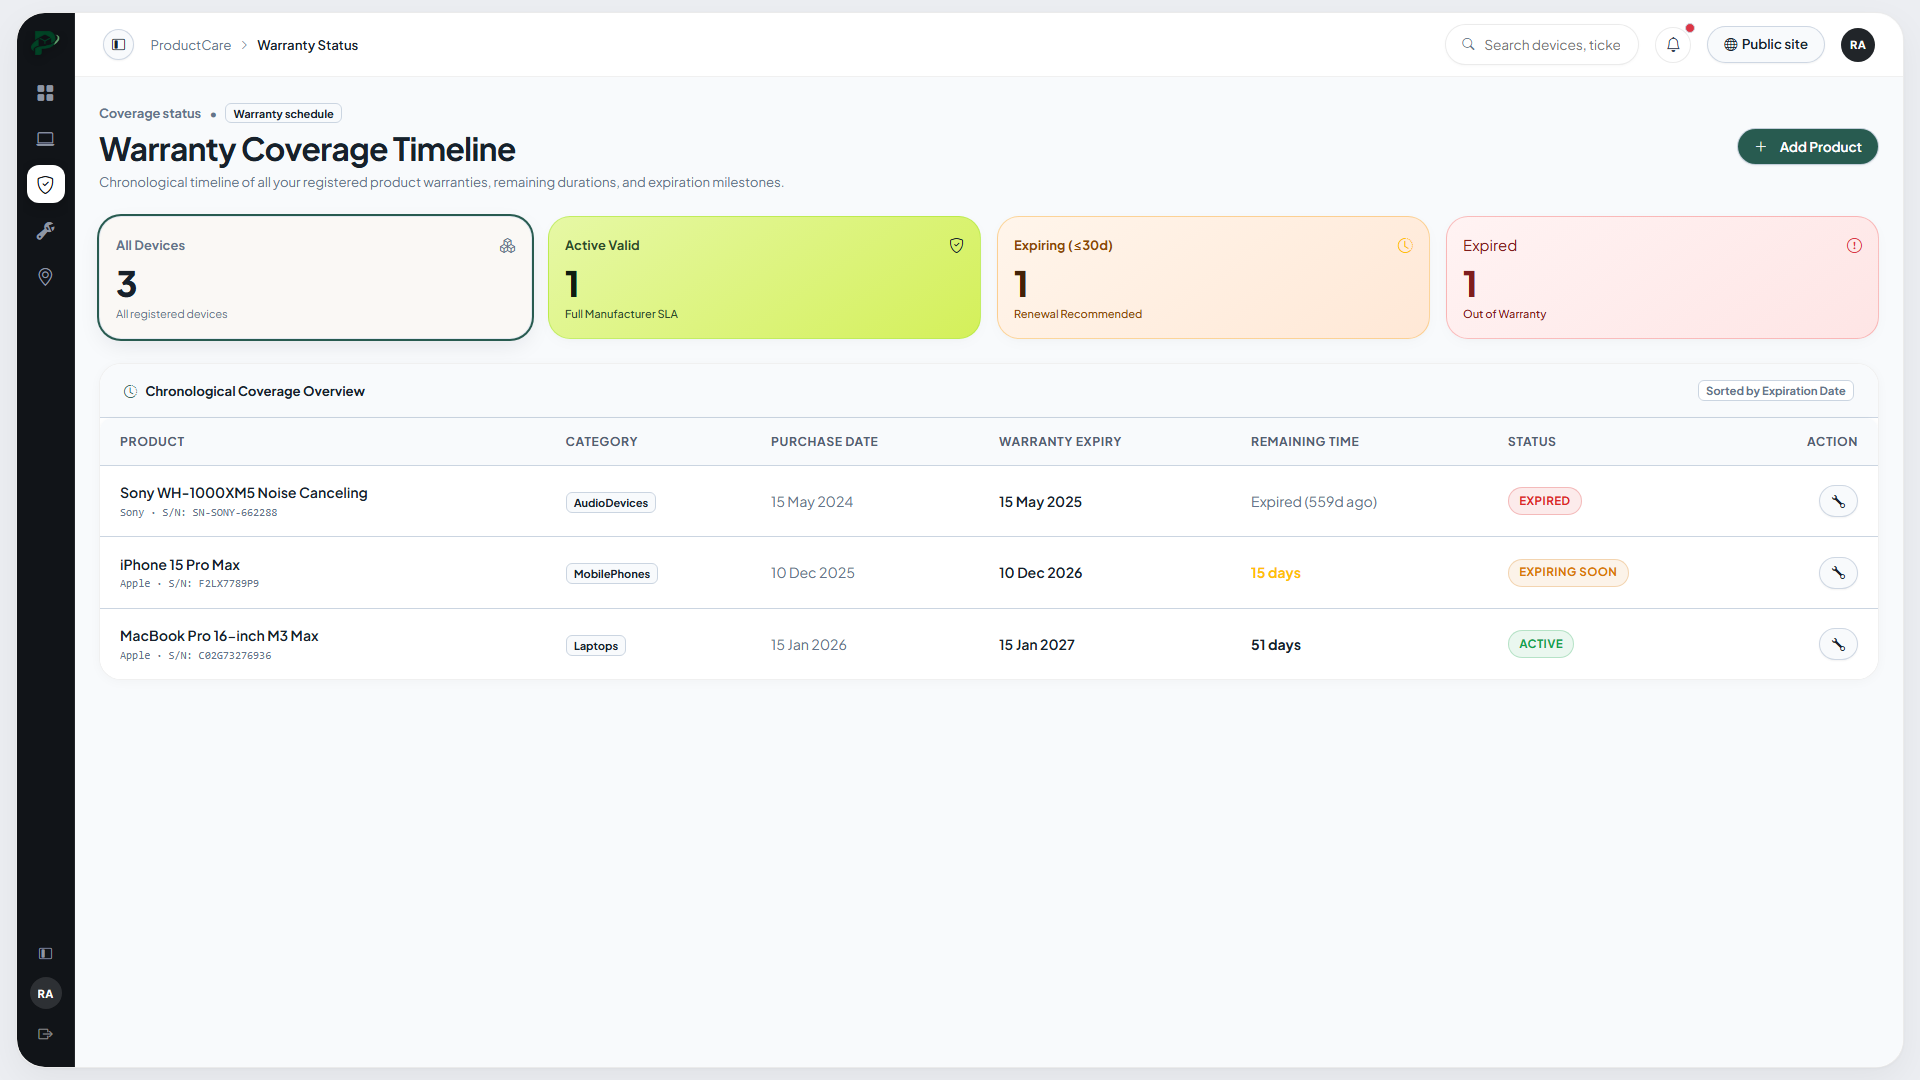 ProductCare > Warranty Status
Search devices, ticke
Public site
RA
Coverage status • Warranty schedule
Warranty Coverage Timeline
Chronological timeline of all your registered product warranties, remaining durations, and expiration milestones.
+ Add Product
All Devices
3
All registered devices
Active Valid
1
Full Manufacturer SLA
Expiring (≤30d)
1
Renewal Recommended
Expired
1
Out of Warranty
Chronological Coverage Overview
Sorted by Expiration Date
PRODUCT CATEGORY PURCHASE DATE WARRANTY EXPIRY REMAINING TIME STATUS ACTION
Sony WH-1000XM5 Noise Canceling
Sony · S/N: SN-SONY-662288
AudioDevices 15 May 2024 15 May 2025 Expired (559d ago) EXPIRED
iPhone 15 Pro Max
Apple · S/N: F2LX7789P9
MobilePhones 10 Dec 2025 10 Dec 2026 15 days EXPIRING SOON
MacBook Pro 16-inch M3 Max
Apple · S/N: C02G73276936
Laptops 15 Jan 2026 15 Jan 2027 51 days ACTIVE
RA